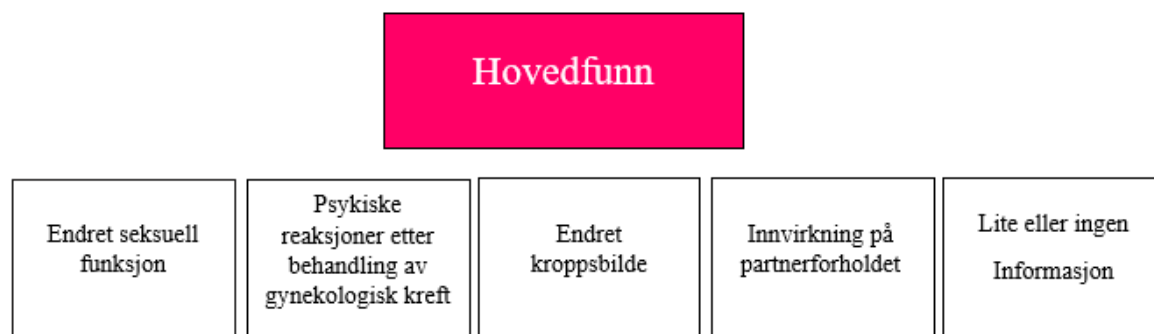 Hovedfunn
Endret seksuell
funksjon
Psykiske
reaksjoner etter
behandling av
gynekologisk kreft
Endret
kroppsbilde
Innvirkning på
partnerforholdet
Lite eller ingen
Informasjon